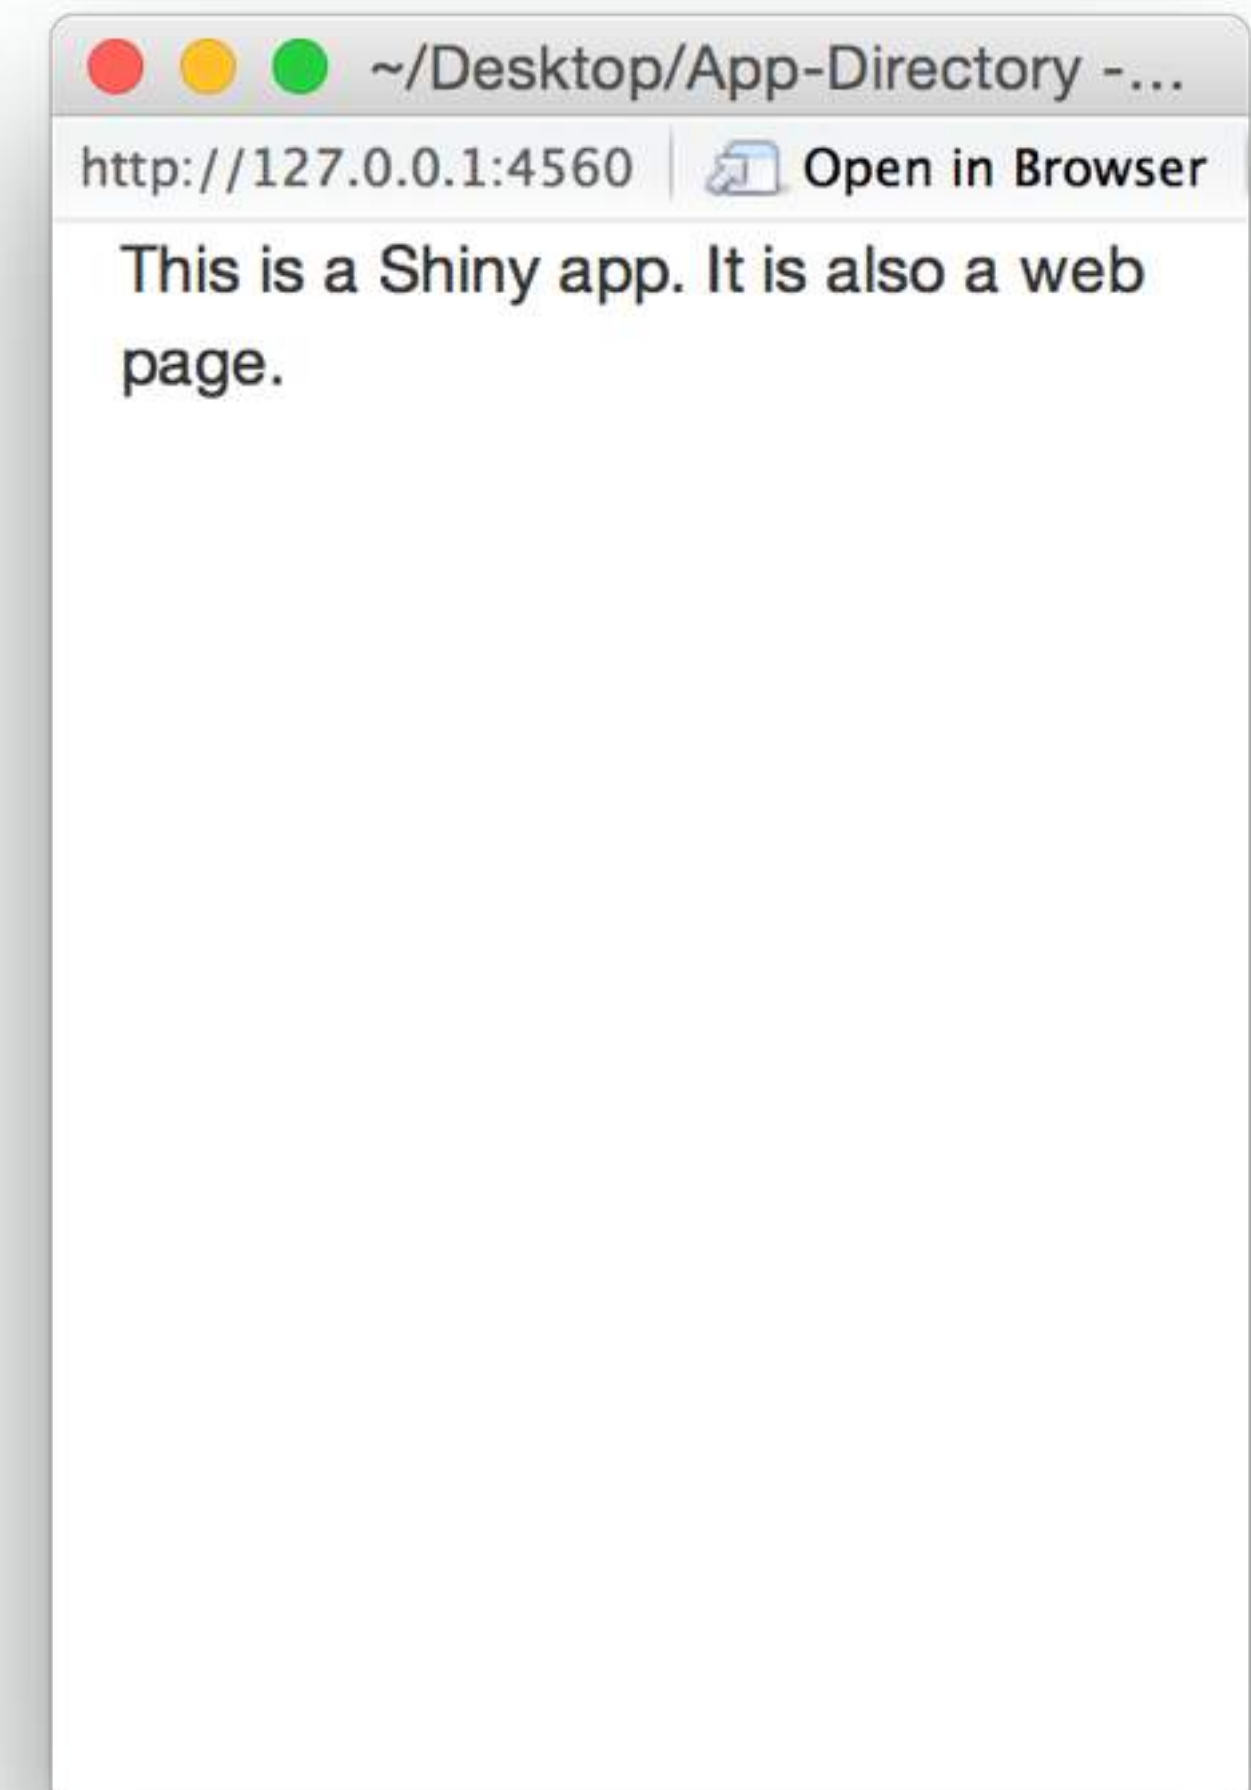 ~/Desktop/App-Directory -...
http://127.0.0.1:4560 Open in Browser
This is a Shiny app. It is also a web
page.